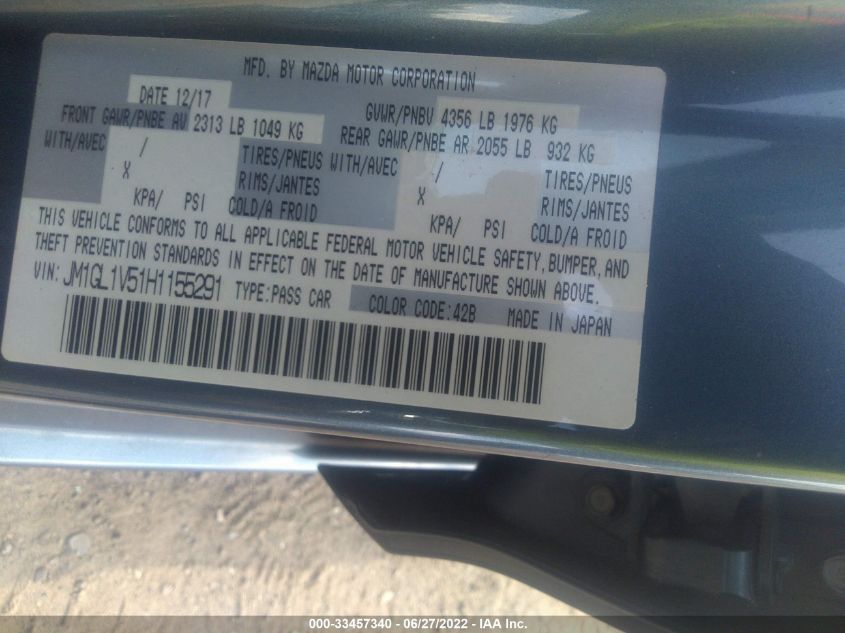 MFD. BY MAZDA MOTOR CORPORATION
DATE 12/17 GVWR/PNBV 4356 LB 1976 KG
FRONT GAWR/PNBE AV 2313 LB 1049 KG REAR GAWR/PNBE AR 2055 LB 932 KG
WITH/AVEC / TIRES/PNEUS WITH/AVEC / TIRES/PNEUS
X RIMS/JANTES X RIMS/JANTES
KPA/ PSI COLD/A FROID KPA/ PSI COLD/A FROID
THIS VEHICLE CONFORMS TO ALL APPLICABLE FEDERAL MOTOR VEHICLE SAFETY, BUMPER, AND
THEFT PREVENTION STANDARDS IN EFFECT ON THE DATE OF MANUFACTURE SHOWN ABOVE.
VIN: JM1GL1V51H1155291 TYPE:PASS CAR COLOR CODE:42B MADE IN JAPAN
000-33457340 - 06/27/2022 - IAA Inc.